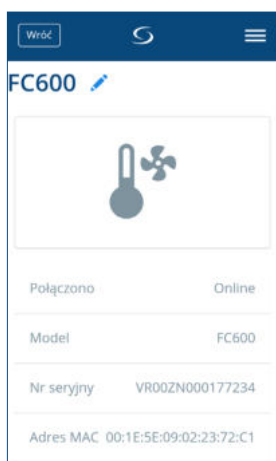 Wróć
FC600
Połączono Online
Model FC600
Nr seryjny VR00ZN000177234
Adres MAC 00:1E:5E:09:02:23:72:C1